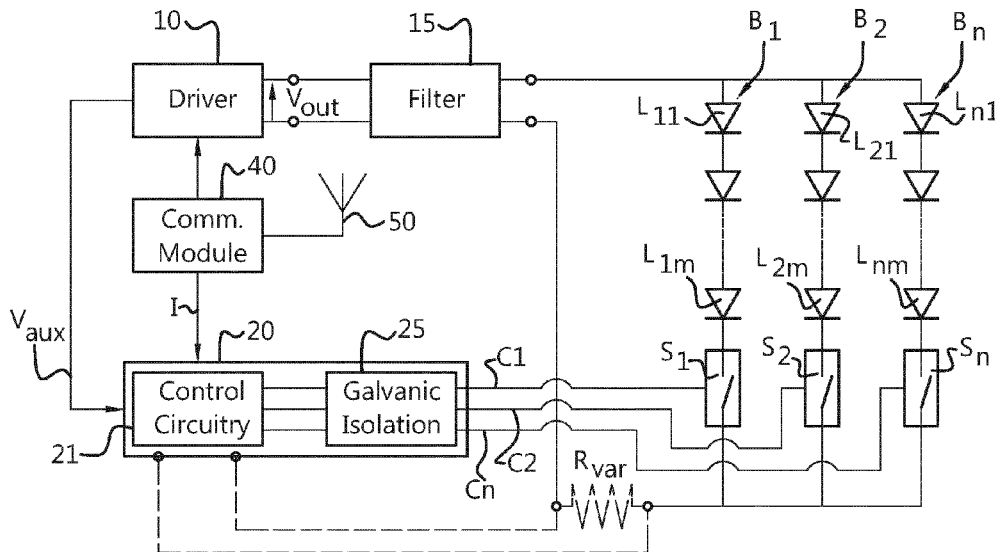 10
15
B1
B2
Bn
Driver
Vout
Filter
L11
L21
Ln1
40
50
Comm.
Module
L1m
L2m
Lnm
I
Vaux
20
25
S1
S2
Sn
C1
Control
Circuitry
Galvanic
Isolation
21
C2
Cn
Rvar